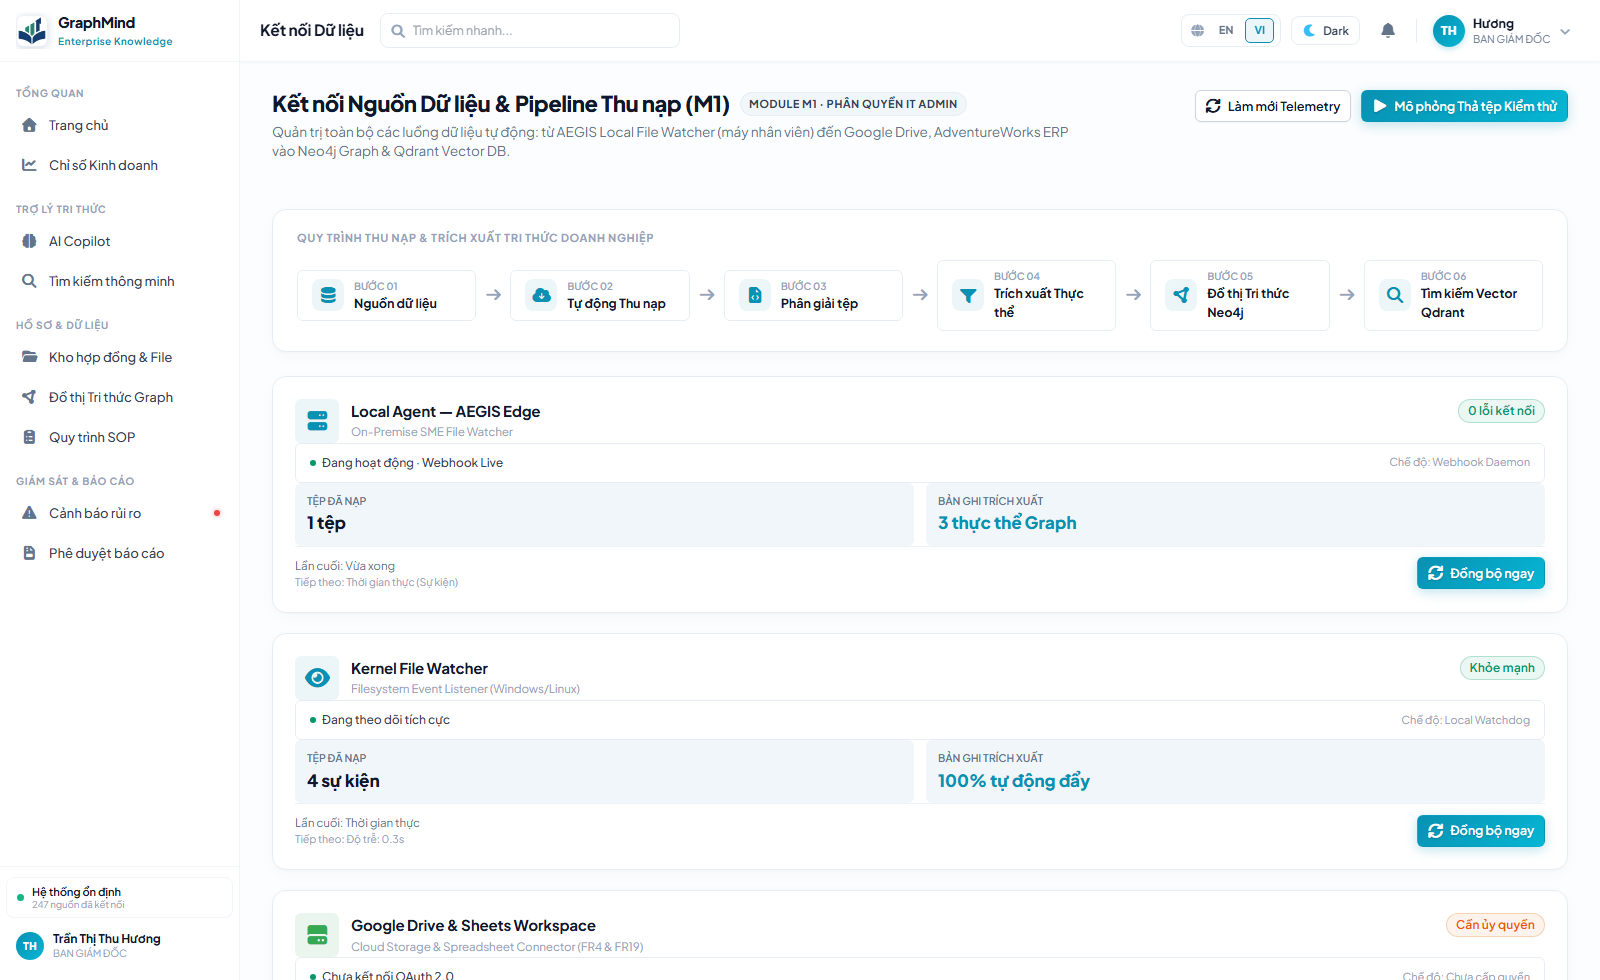 GraphMind
Enterprise Knowledge
TỔNG QUAN
Trang chủ
Chỉ số Kinh doanh
TRỢ LÝ TRI THỨC
AI Copilot
Tìm kiếm thông minh
HỒ SƠ & DỮ LIỆU
Kho hợp đồng & File
Đồ thị Tri thức Graph
Quy trình SOP
GIÁM SÁT & BÁO CÁO
Cảnh báo rủi ro
Phê duyệt báo cáo
Hệ thống ổn định
247 nguồn đã kết nối
TH
Trần Thị Thu Hương
BAN GIÁM ĐỐC
Kết nối Dữ liệu
Tìm kiếm nhanh...
EN
VI
Dark
TH
Hương
BAN GIÁM ĐỐC
Kết nối Nguồn Dữ liệu & Pipeline Thu nạp (M1)
MODULE M1 · PHÂN QUYỀN IT ADMIN
Quản trị toàn bộ các luồng dữ liệu tự động: từ AEGIS Local File Watcher (máy nhân viên) đến Google Drive, AdventureWorks ERP
vào Neo4j Graph & Qdrant Vector DB.
Làm mới Telemetry
Mô phỏng Thả tệp Kiểm thử
QUY TRÌNH THU NẠP & TRÍCH XUẤT TRI THỨC DOANH NGHIỆP
BƯỚC 01
Nguồn dữ liệu
BƯỚC 02
Tự động Thu nạp
BƯỚC 03
Phân giải tệp
BƯỚC 04
Trích xuất Thực
thể
BƯỚC 05
Đồ thị Tri thức
Neo4j
BƯỚC 06
Tìm kiếm Vector
Qdrant
Local Agent — AEGIS Edge
On-Premise SME File Watcher
0 lỗi kết nối
Đang hoạt động · Webhook Live
Chế độ: Webhook Daemon
TỆP ĐÃ NẠP
1 tệp
BẢN GHI TRÍCH XUẤT
3 thực thể Graph
Lần cuối: Vừa xong
Tiếp theo: Thời gian thực (Sự kiện)
Đồng bộ ngay
Kernel File Watcher
Filesystem Event Listener (Windows/Linux)
Khỏe mạnh
Đang theo dõi tích cực
Chế độ: Local Watchdog
TỆP ĐÃ NẠP
4 sự kiện
BẢN GHI TRÍCH XUẤT
100% tự động đẩy
Lần cuối: Thời gian thực
Tiếp theo: Độ trễ: 0.3s
Đồng bộ ngay
Google Drive & Sheets Workspace
Cloud Storage & Spreadsheet Connector (FR4 & FR19)
Cần ủy quyền
Chưa kết nối OAuth 2.0
Chế độ: Chưa cấp quyền